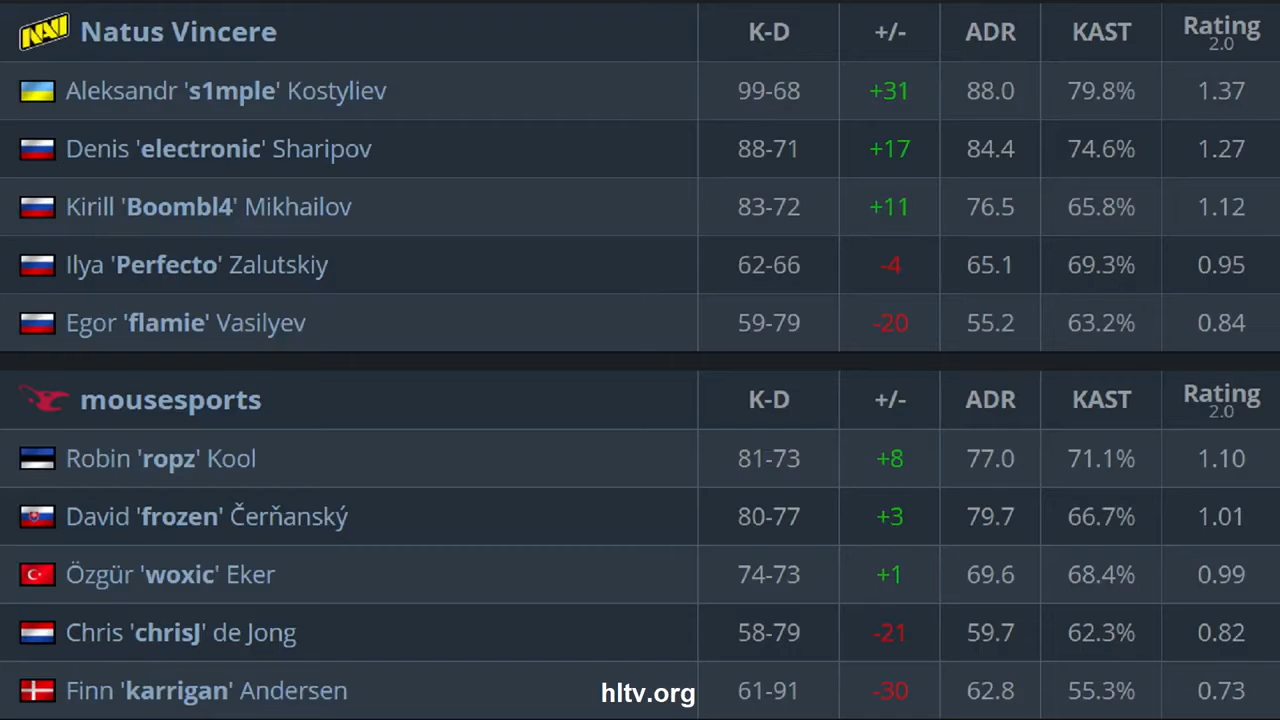 NAVI Natus Vincere K-D +/- ADR KAST Rating 2.0
Aleksandr 's1mple' Kostyliev 99-68 +31 88.0 79.8% 1.37
Denis 'electronic' Sharipov 88-71 +17 84.4 74.6% 1.27
Kirill 'Boombl4' Mikhailov 83-72 +11 76.5 65.8% 1.12
Ilya 'Perfecto' Zalutskiy 62-66 -4 65.1 69.3% 0.95
Egor 'flamie' Vasilyev 59-79 -20 55.2 63.2% 0.84
mousesports K-D +/- ADR KAST Rating 2.0
Robin 'ropz' Kool 81-73 +8 77.0 71.1% 1.10
David 'frozen' Čerňanský 80-77 +3 79.7 66.7% 1.01
Özgür 'woxic' Eker 74-73 +1 69.6 68.4% 0.99
Chris 'chrisJ' de Jong 58-79 -21 59.7 62.3% 0.82
Finn 'karrigan' Andersen hltv.org 61-91 -30 62.8 55.3% 0.73